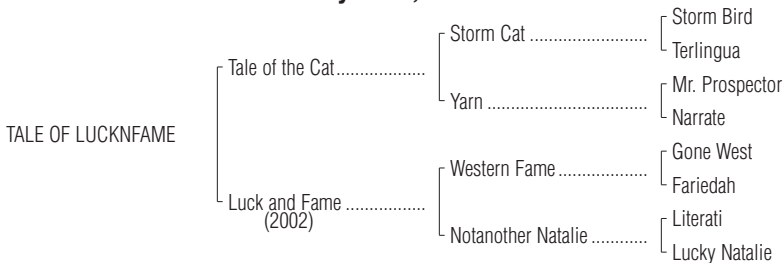 Storm Bird
Storm Cat ..........................
Terlingua
Tale of the Cat...................
Mr. Prospector
Yarn ...................................
Narrate
TALE OF LUCKNFAME
Gone West
Western Fame ....................
Fariedah
Luck and Fame .................
(2002)
Literati
Notanother Natalie ............
Lucky Natalie